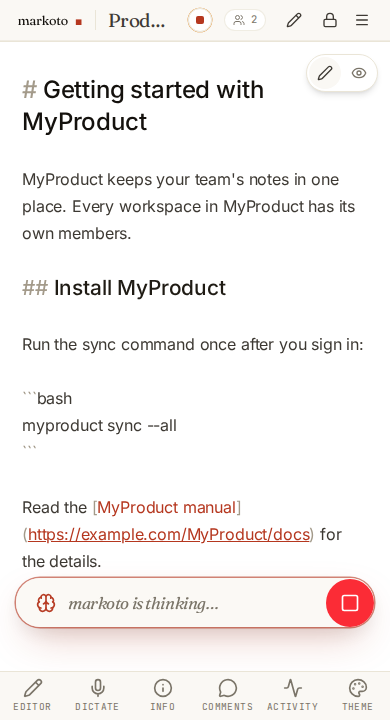 markoto
Prod...
2
# Getting started with
MyProduct
MyProduct keeps your team's notes in one
place. Every workspace in MyProduct has its
own members.
## Install MyProduct
Run the sync command once after you sign in:
```bash
myproduct sync --all
```
Read the [MyProduct manual]
(https://example.com/MyProduct/docs) for
the details.
markoto is thinking...
EDITOR DICTATE INFO COMMENTS ACTIVITY THEME